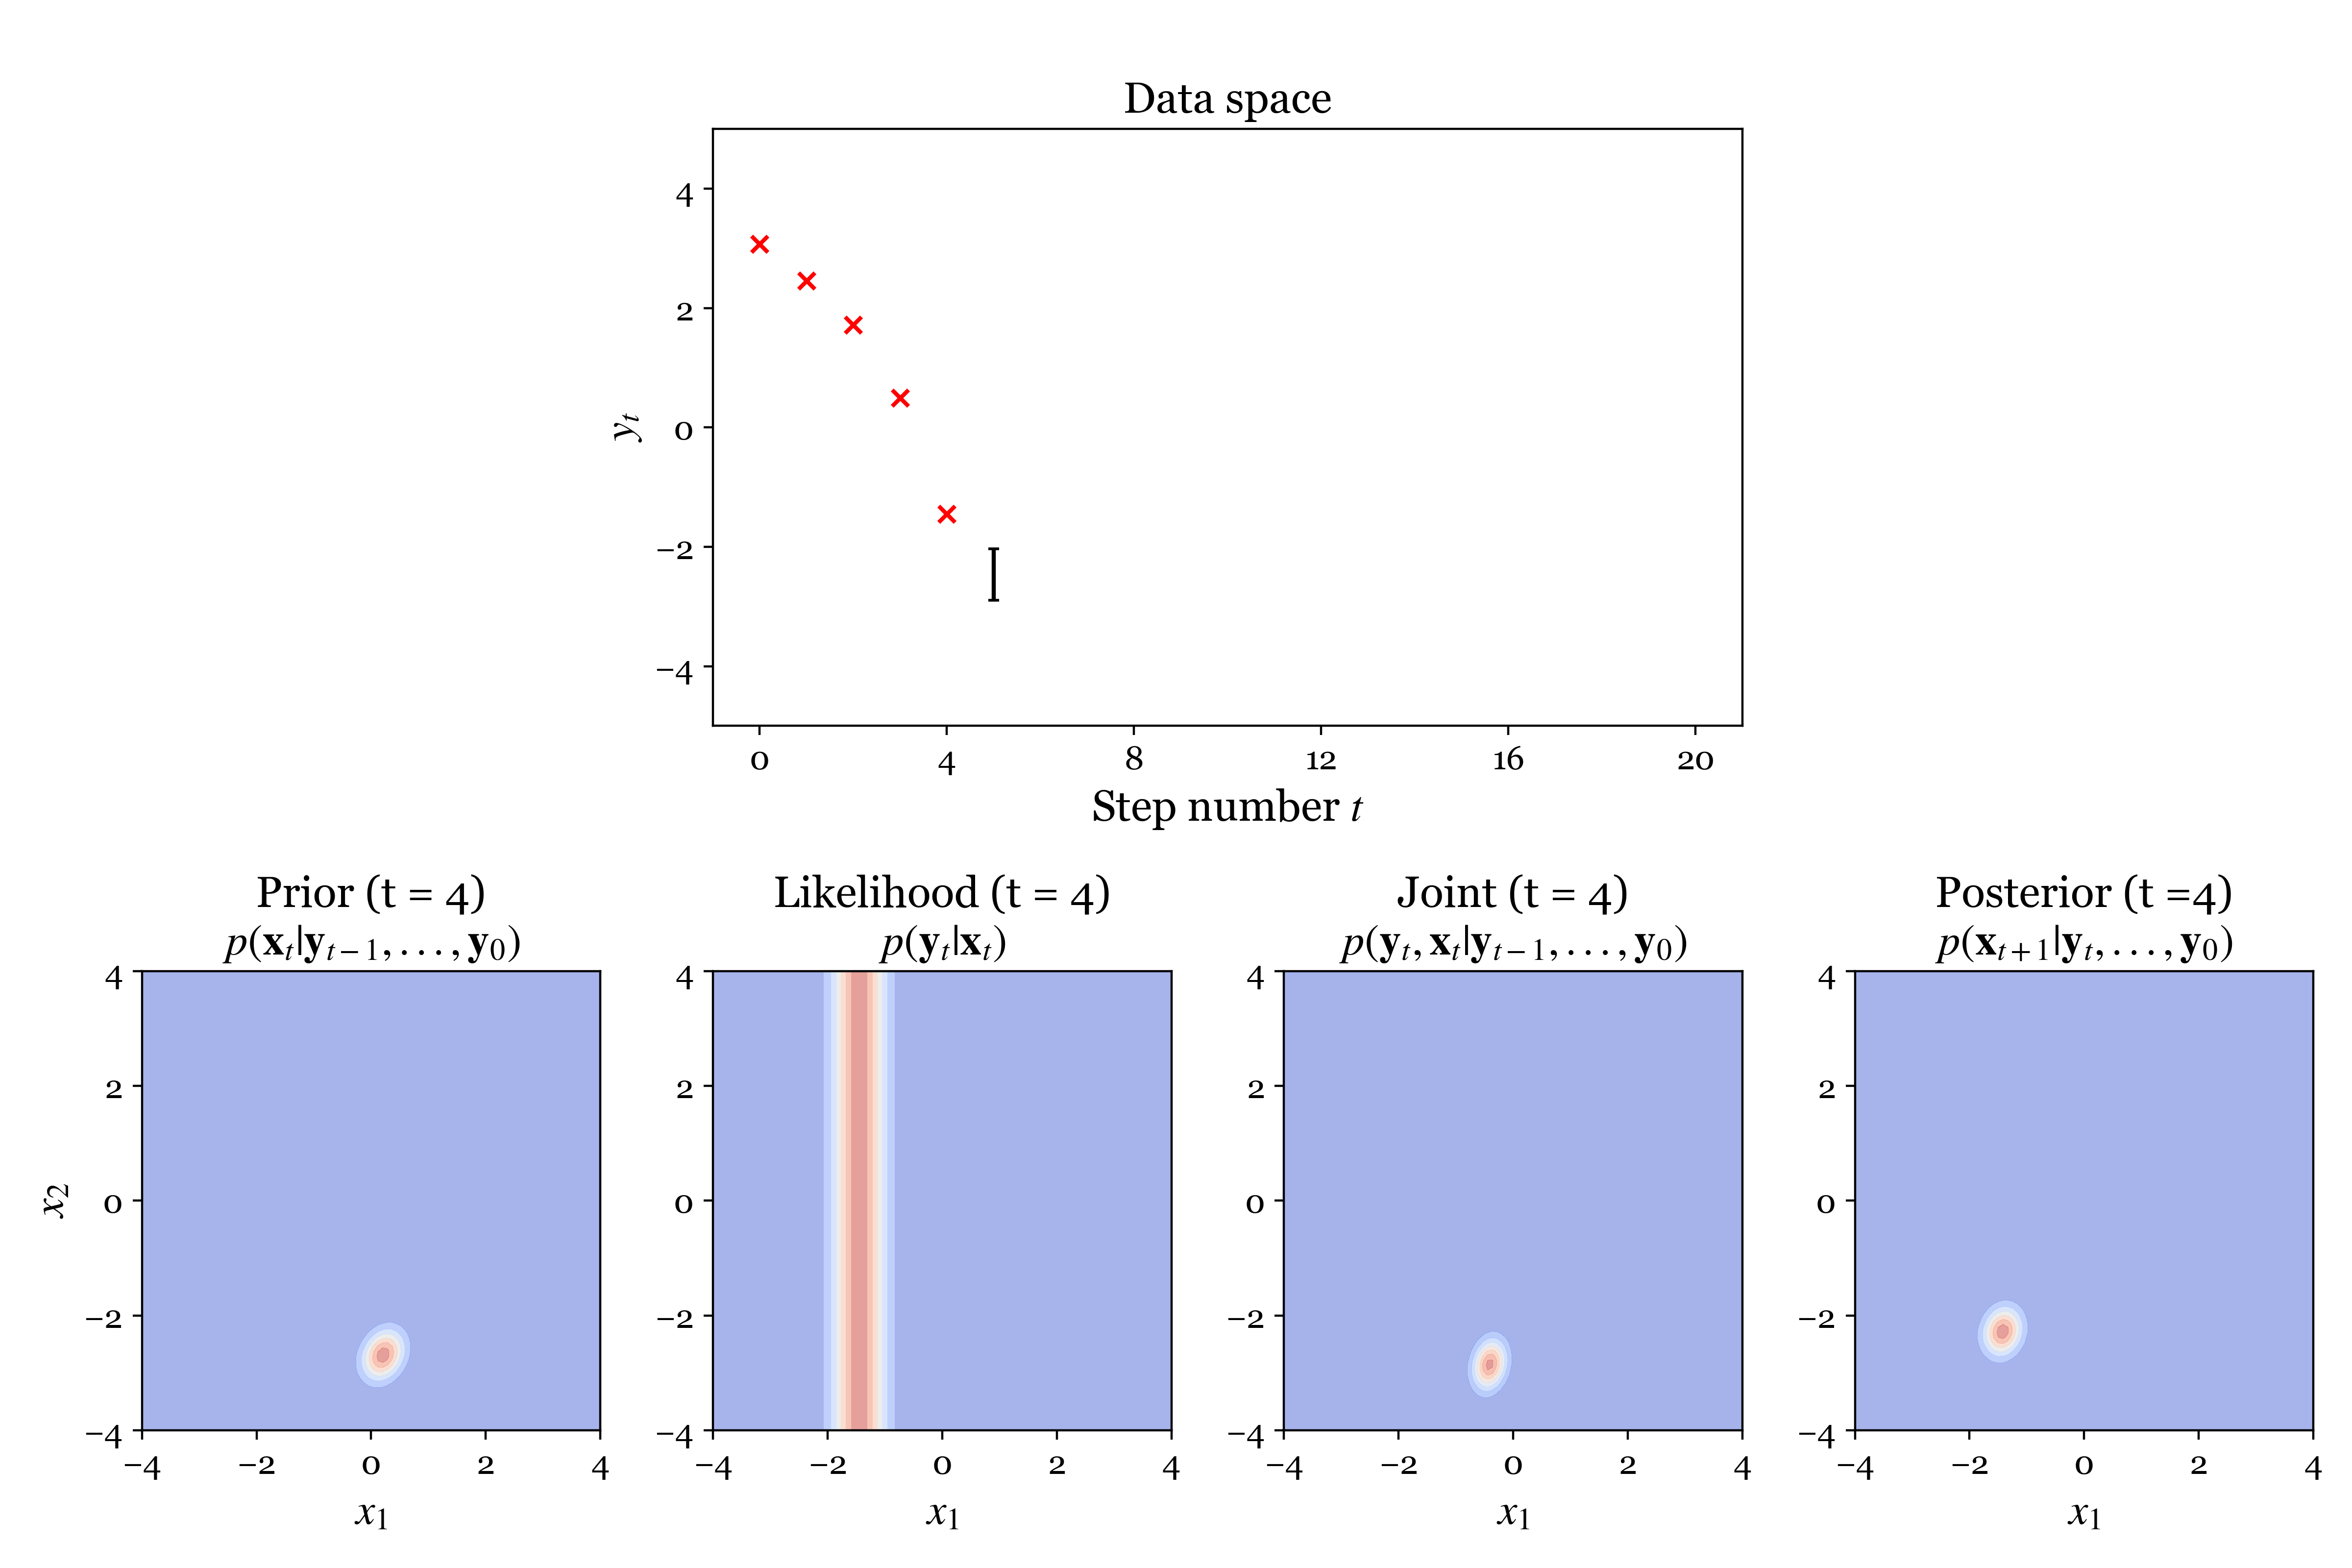 Data space
4
2
0
−2
−4
y_t
0 4 8 12 16 20
Step number t
Prior (t = 4)
p(𝐱_t|𝐲_{t−1}, . . . , 𝐲_0)
4
2
0
−2
−4
x_2
−4 −2 0 2 4
x_1
Likelihood (t = 4)
p(𝐲_t|𝐱_t)
4
2
0
−2
−4
−4 −2 0 2 4
x_1
Joint (t = 4)
p(𝐲_t, 𝐱_t|𝐲_{t−1}, . . . , 𝐲_0)
4
2
0
−2
−4
−4 −2 0 2 4
x_1
Posterior (t =4)
p(𝐱_{t+1}|𝐲_t, . . . , 𝐲_0)
4
2
0
−2
−4
−4 −2 0 2 4
x_1